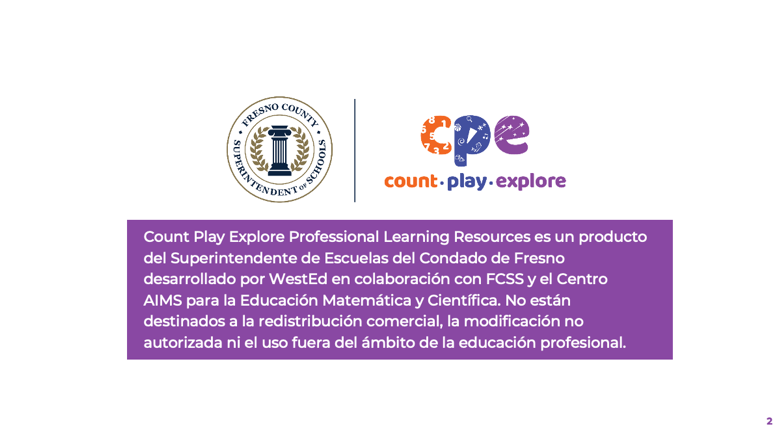 FRESNO COUNTY
SUPERINTENDENT OF SCHOOLS
cpe
count·play·explore
Count Play Explore Professional Learning Resources es un producto
del Superintendente de Escuelas del Condado de Fresno
desarrollado por WestEd en colaboración con FCSS y el Centro
AIMS para la Educación Matemática y Científica. No están
destinados a la redistribución comercial, la modificación no
autorizada ni el uso fuera del ámbito de la educación profesional.
2